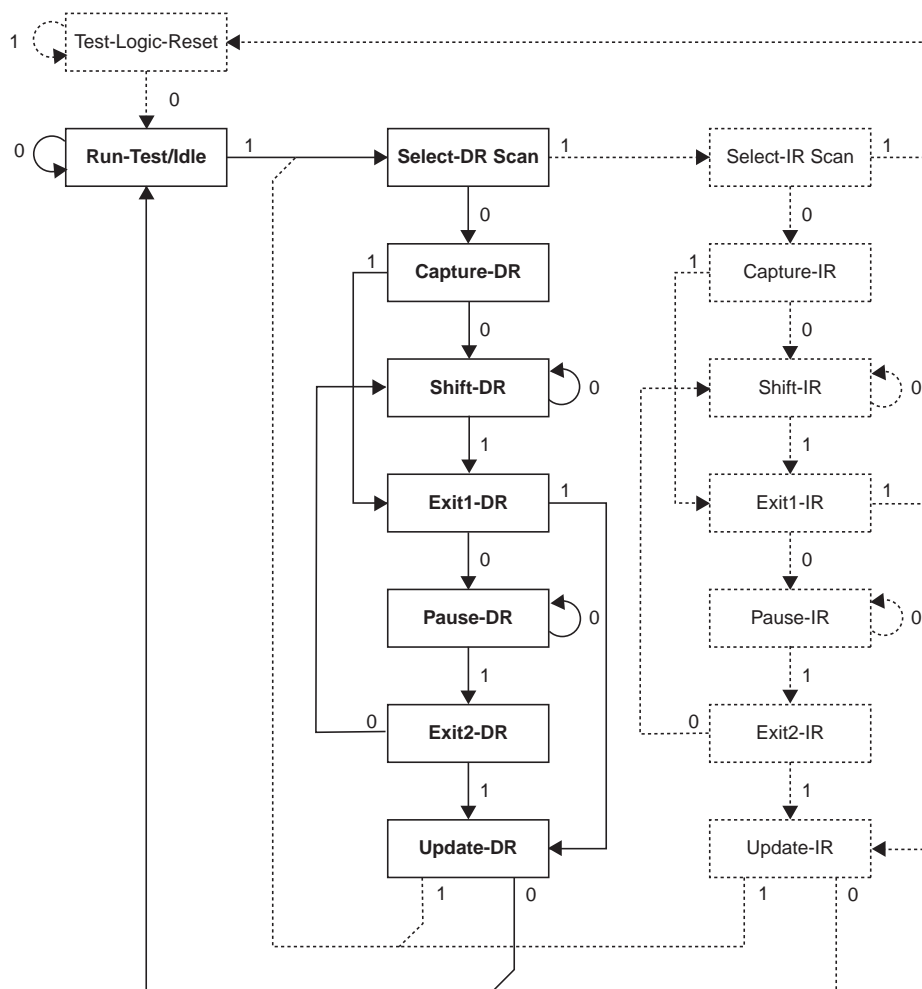 1 Test-Logic-Reset
0
0 Run-Test/Idle 1 Select-DR Scan 1 Select-IR Scan 1
0 0
1 Capture-DR 1 Capture-IR
0 0
Shift-DR 0 Shift-IR 0
1 1
Exit1-DR 1 Exit1-IR 1
0 0
Pause-DR 0 Pause-IR 0
1 1
0 Exit2-DR 0 Exit2-IR
1 1
Update-DR Update-IR
1 0 1 0